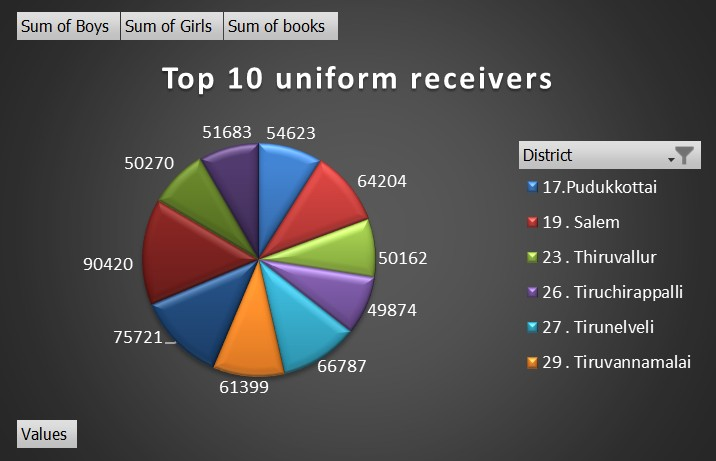 Sum of Boys Sum of Girls Sum of books
Top 10 uniform receivers
51683 54623
50270
64204
90420
50162
49874
75721_
66787
61399
District
17.Pudukkottai
19 . Salem
23 . Thiruvallur
26 . Tiruchirappalli
27 . Tirunelveli
29 . Tiruvannamalai
Values